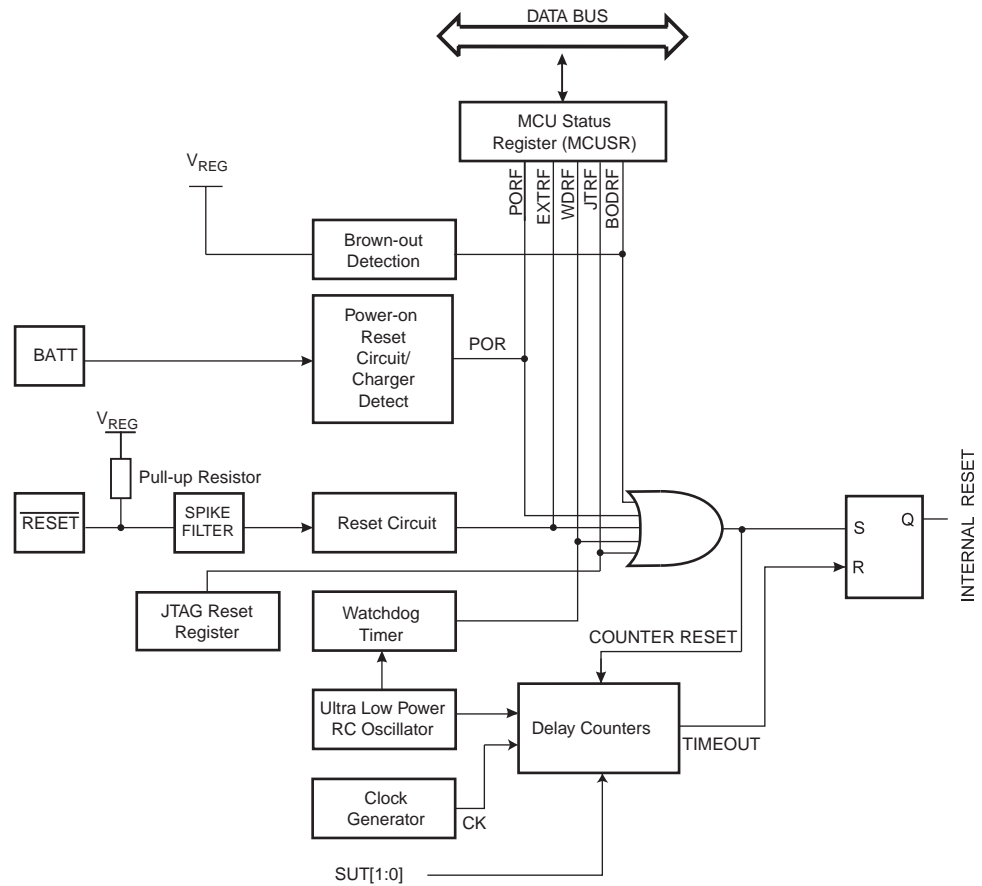 DATA BUS
MCU Status
Register (MCUSR)
PORF
EXTRF
WDRF
JTRF
BODRF
VREG
Brown-out
Detection
Power-on
Reset
Circuit/
Charger
Detect
BATT
POR
VREG
Pull-up Resistor
RESET
SPIKE
FILTER
Reset Circuit
S
Q
R
INTERNAL RESET
JTAG Reset
Register
Watchdog
Timer
COUNTER RESET
Ultra Low Power
RC Oscillator
Delay Counters
TIMEOUT
Clock
Generator
CK
SUT[1:0]